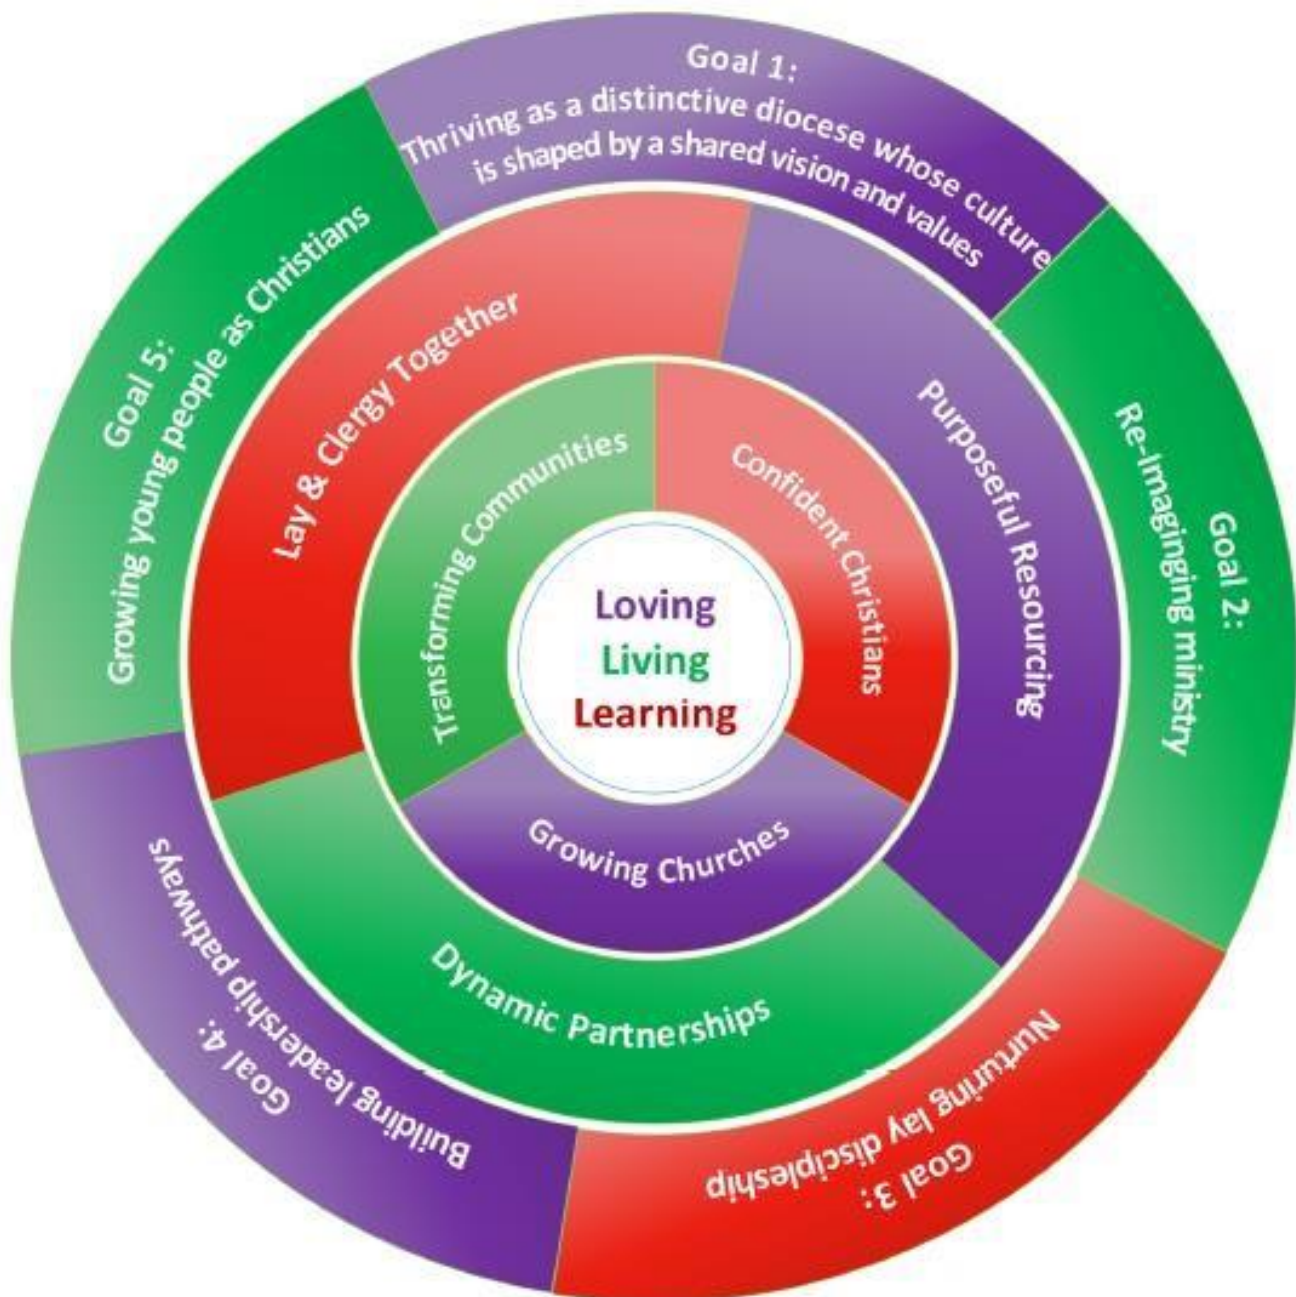 Goal 1:
Thriving as a distinctive diocese whose culture
is shaped by a shared vision and values
Goal 2:
Re-Imagining ministry
Goal 3:
Nurturing lay discipleship
Goal 4:
Building leadership pathways
Goal 5:
Growing young people as Christians
Lay & Clergy Together
Purposeful Resourcing
Dynamic Partnerships
Transforming Communities
Confident Christians
Growing Churches
Loving
Living
Learning